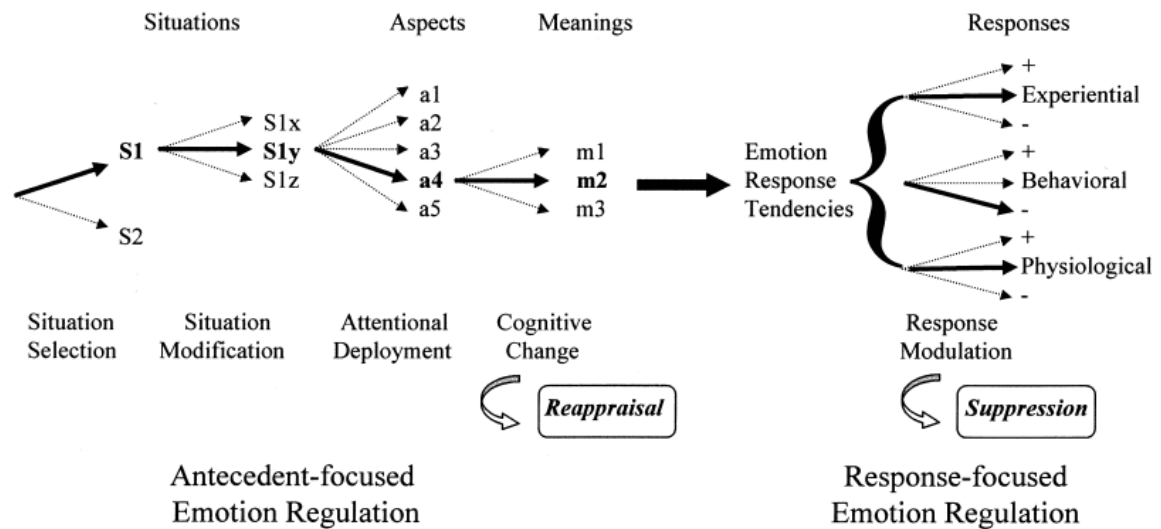 Situations
Aspects
Meanings
Responses
S1
S2
S1x
S1y
S1z
a1
a2
a3
a4
a5
m1
m2
m3
Emotion
Response
Tendencies
+
Experiential
-
+
Behavioral
-
+
Physiological
-
Situation
Selection
Situation
Modification
Attentional
Deployment
Cognitive
Change
Response
Modulation
Reappraisal
Suppression
Antecedent-focused
Emotion Regulation
Response-focused
Emotion Regulation